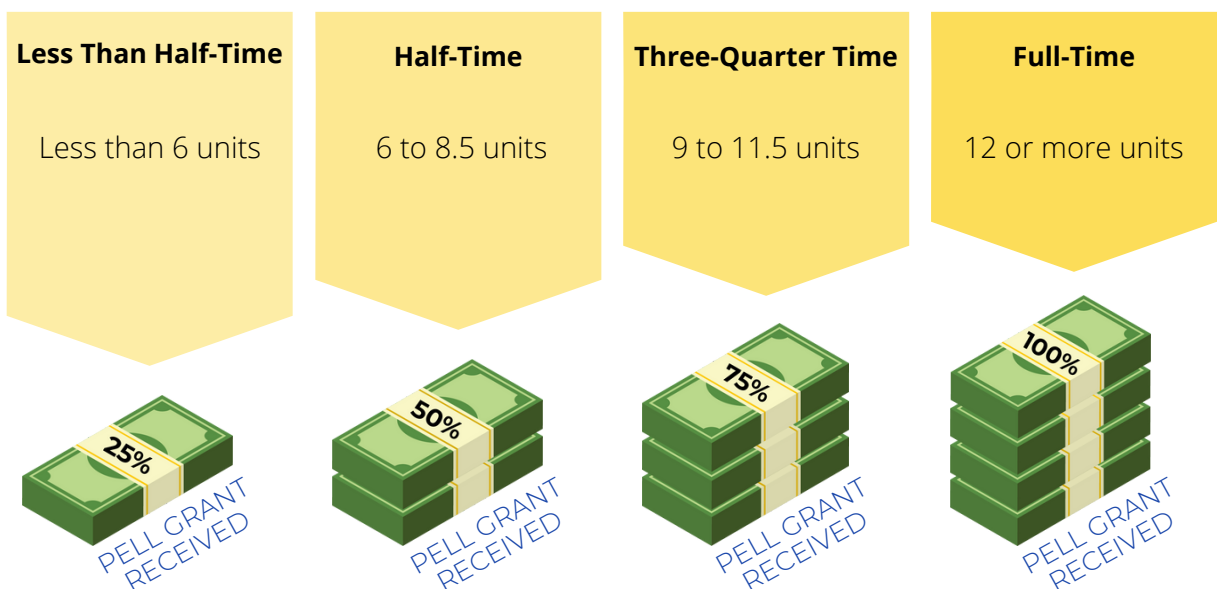 Less Than Half-Time
Less than 6 units
25%
PELL GRANT
RECEIVED
Half-Time
6 to 8.5 units
50%
PELL GRANT
RECEIVED
Three-Quarter Time
9 to 11.5 units
75%
PELL GRANT
RECEIVED
Full-Time
12 or more units
100%
PELL GRANT
RECEIVED